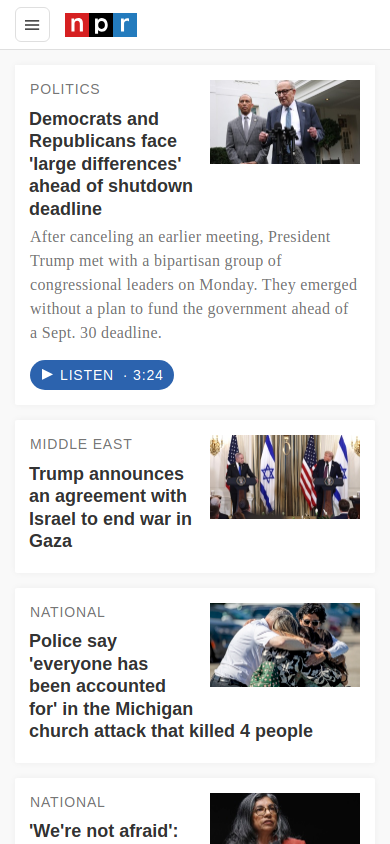 npr
POLITICS
Democrats and
Republicans face
'large differences'
ahead of shutdown
deadline
After canceling an earlier meeting, President
Trump met with a bipartisan group of
congressional leaders on Monday. They emerged
without a plan to fund the government ahead of
a Sept. 30 deadline.
LISTEN · 3:24
MIDDLE EAST
Trump announces
an agreement with
Israel to end war in
Gaza
NATIONAL
Police say
'everyone has
been accounted
for' in the Michigan
church attack that killed 4 people
NATIONAL
'We're not afraid':